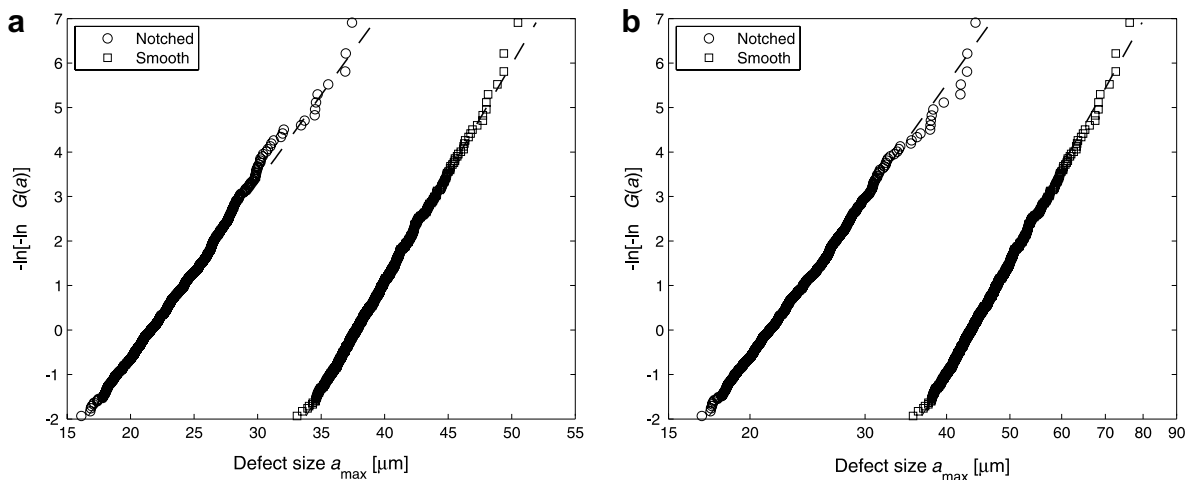 a
7
6
5
4
3
2
1
0
-1
-2
-ln[-ln G(a)]
Notched
Smooth
15 20 25 30 35 40 45 50 55
Defect size a_max [μm]
b
7
6
5
4
3
2
1
0
-1
-2
-ln[-ln G(a)]
Notched
Smooth
15 20 30 40 50 60 70 80 90
Defect size a_max [μm]